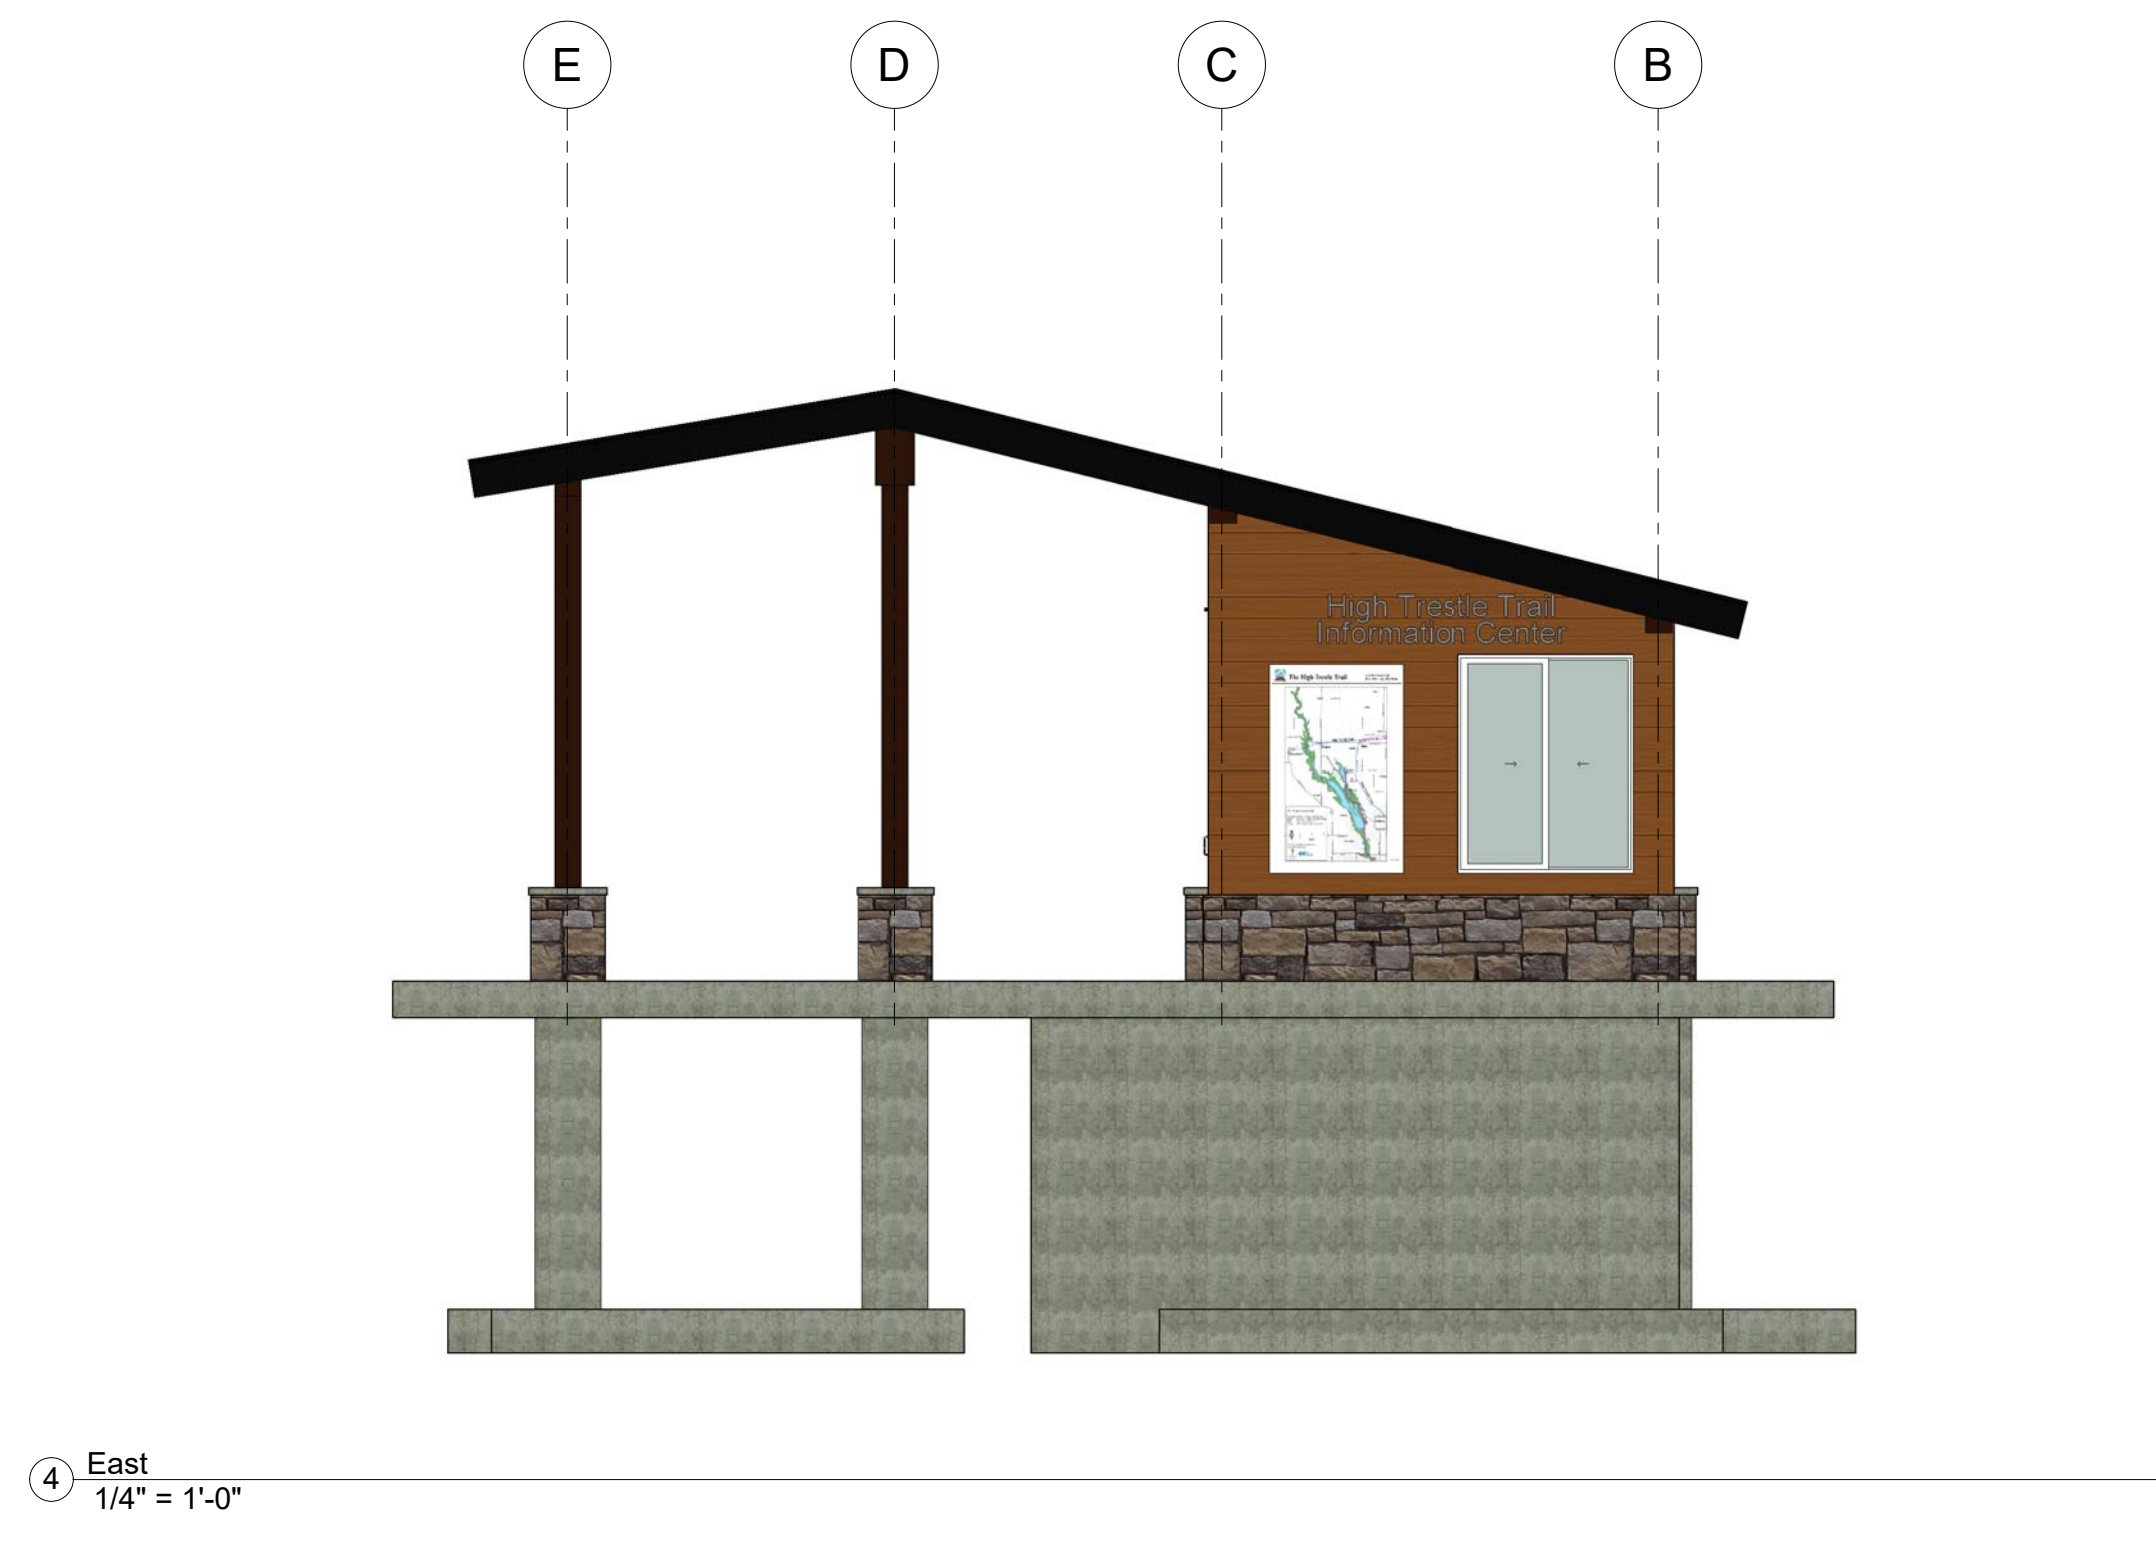 E D C B
High Trestle Trail
Information Center
The High Trestle Trail
4
East
1/4" = 1'-0"